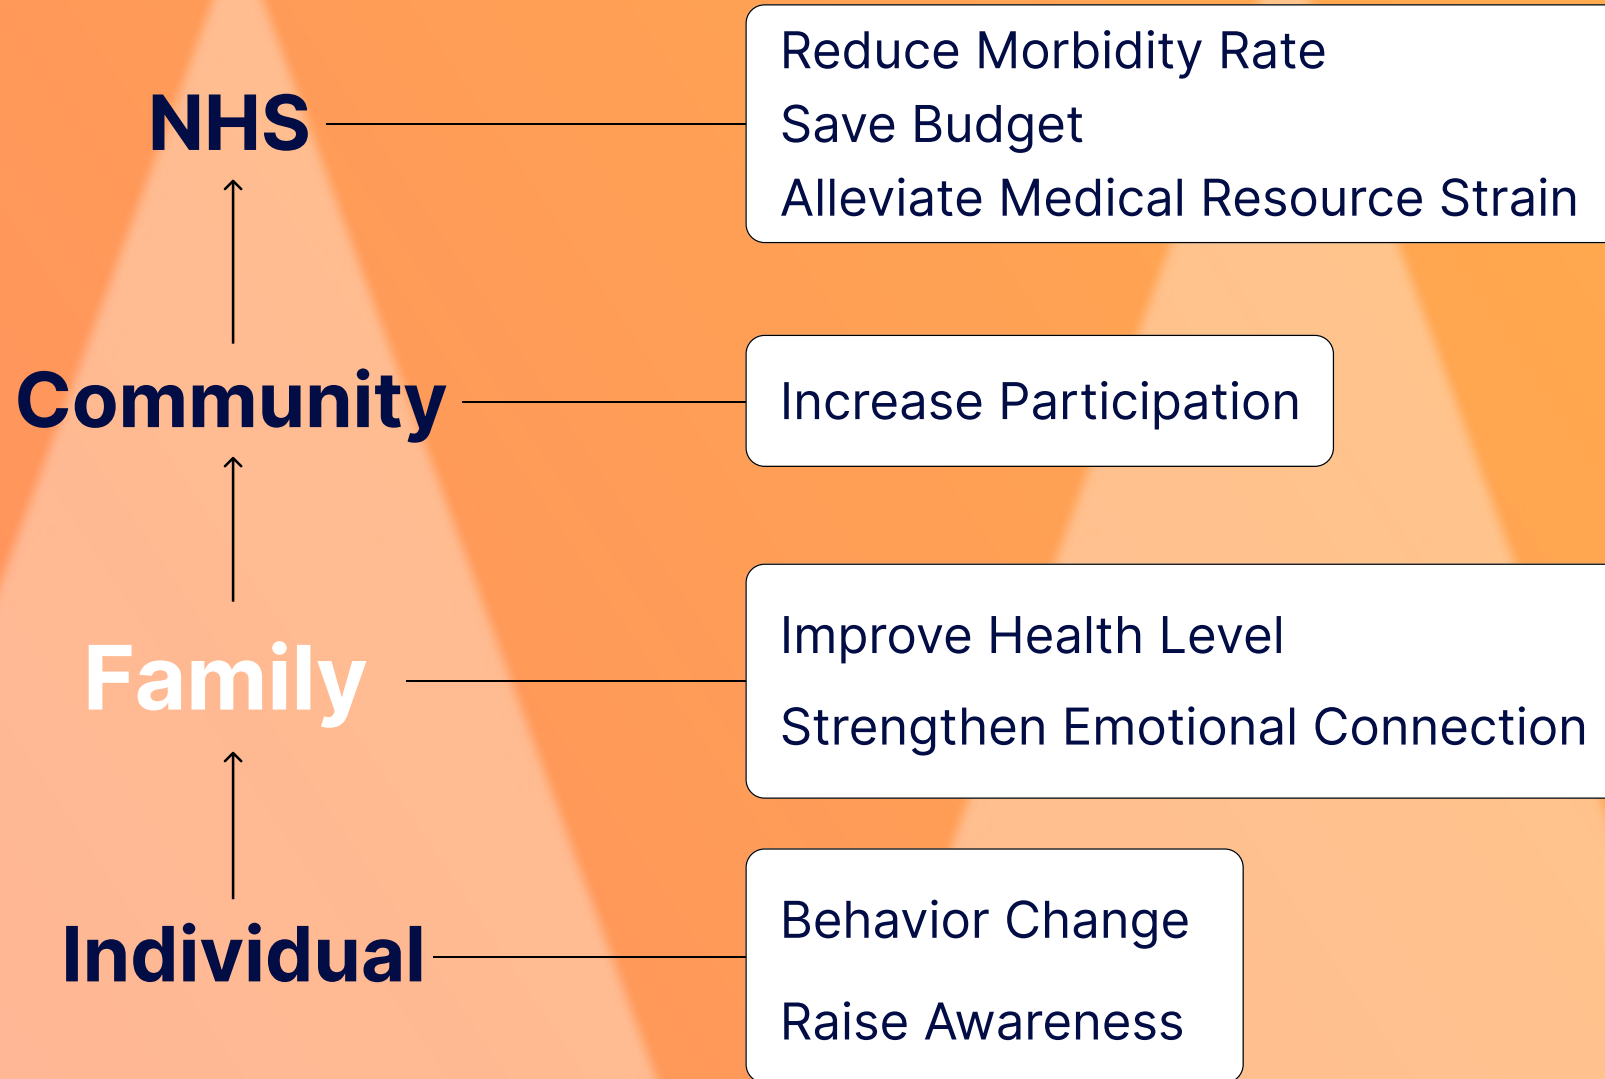 NHS
Reduce Morbidity Rate
Save Budget
Alleviate Medical Resource Strain
Community
Increase Participation
Family
Improve Health Level
Strengthen Emotional Connection
Individual
Behavior Change
Raise Awareness